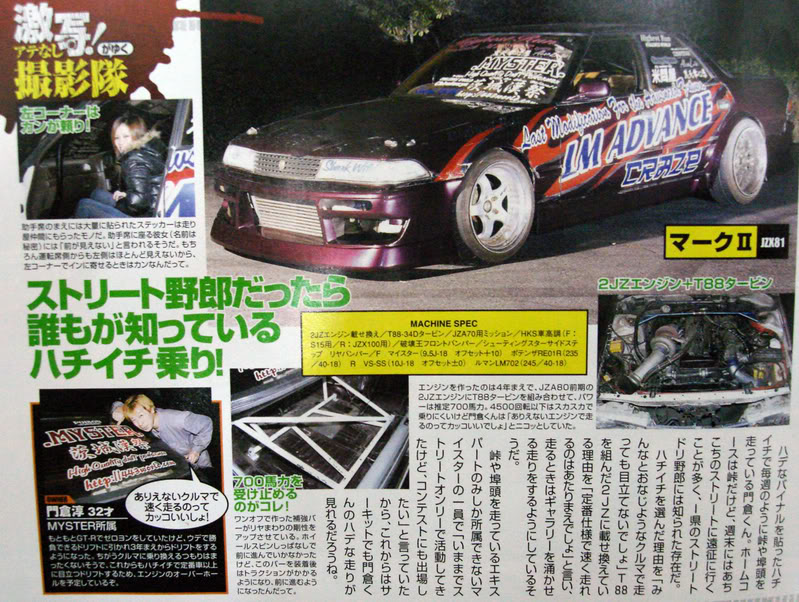 激写!
アテなし
がゆく
撮影隊
左コーナーは
カンが頼り!
助手席のまえには大量に貼られたステッカーは走り
屋仲間にもらったモノだ。助手席に座る彼女(名前は
秘密)には「前が見えない」と言われるそうだ。もち
ろん運転席側からも左側はほとんど見えないから、
左コーナーでインに寄せるときはカンなんだって。
MYSTER
1M ADVANCE
CRAZE
マークⅡ
JZX81
ストリート野郎だったら
誰もが知っている
ハチイチ乗り!
MACHINE SPEC
2JZエンジン載せ換え/T88-34Dタービン/JZA70用ミッション/HKS車高調(F:
S15用/R:JZX100用)/破壊王フロントバンパー/シューティングスターサイドス
テップ リヤバンパー/F マイスター(9.5J-18 オフセット+10) ポテンザRE01R(235
/40-18) R VS-SS(10J-18 オフセット±0) ルマンLM702(245/40-18)
2JZエンジン+T88タービン
エンジンを作ったのは4年まえで、JZA80前期の
2JZエンジンにT88タービンを組み合わせて、パワ
ーは推定700馬力。4500回転以下はスカスカで
乗りにくいけど門倉くんは「ありえないエンジンで走
るのってカッコいいでしょ」とニコッとしていた。
MYSTER
ありえないクルマで
速く走るのって
カッコいいしょ!
OWNER
門倉淳 32才
MYSTER所属
もともとGT-Rでゼロヨンしていたけど、ウデで勝
負できるドリフトに引かれ3年まえからドリフトをする
ようになった。ちがうクルマに乗り換えるつもりはまっ
たくないそうで、これからもハチイチで定番車以上
に目立つドリフトするため、エンジンのオーバーホー
ルを予定しているぞ。
700馬力を
受け止める
のがコレ!
ワンオフで作った補強バ
ーがリヤまわりの剛性を
アップさせている。ホイー
ルスピンしっぱなしで
前に進んでいかなかった
けど、このバーを装着後
はトラクションがかかる
ようになり、前に進むよう
になったんだって。
ハデなバイナルを貼ったハチ
イチで毎週のように峠や埠頭を
走っている門倉くん。ホームコ
ースは峠だけど、週末にはあち
こちのストリートに遠征に行く
ことが多く、I県のストリート
ドリ野郎には知られた存在だ。
ハチイチを選んだ理由を「み
んなとおなじようなクルマで走
っても目立てないでしょ」T88
を組んだ2JZに載せ換えてい
る理由を「定番仕様で速く走れ
るのはあたりまえでしょ」と言い、
走るときはギャラリーを涌かせ
る走りをするようにしているそ
うだ。
峠や埠頭を走っているエキス
パートのみしか所属できないマ
イスターの一員で「いままでス
トリートオンリーで活動してき
たけど、コンテストにも出場し
たい」と言っていた
から、これからはサ
ーキットでも門倉く
んのハデな走りが
見れるだろうね。